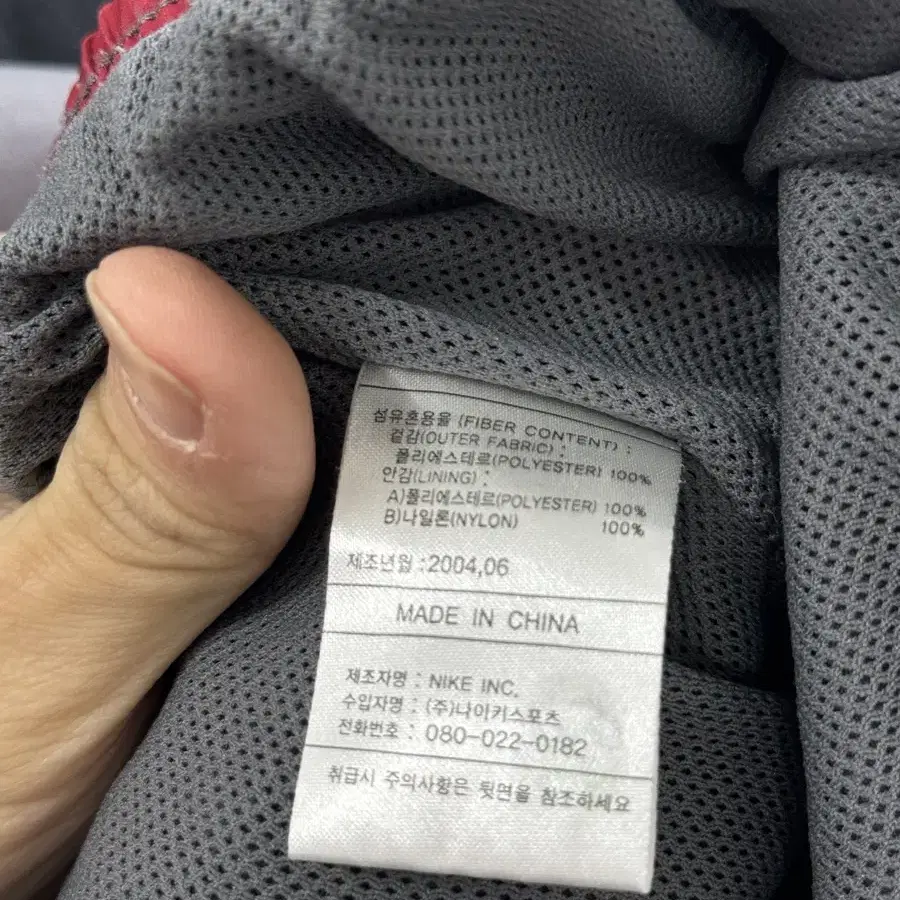 섬유혼용율 (FIBER CONTENT) :
겉감(OUTER FABRIC) :
폴리에스테르(POLYESTER) 100%
안감(LINING) :
A)폴리에스테르(POLYESTER) 100%
B)나일론(NYLON) 100%
제조년월 :2004,06
MADE IN CHINA
제조자명 : NIKE INC.
수입자명 : (주)나이키스포츠
전화번호 : 080-022-0182
취급시 주의사항은 뒷면을 참조하세요